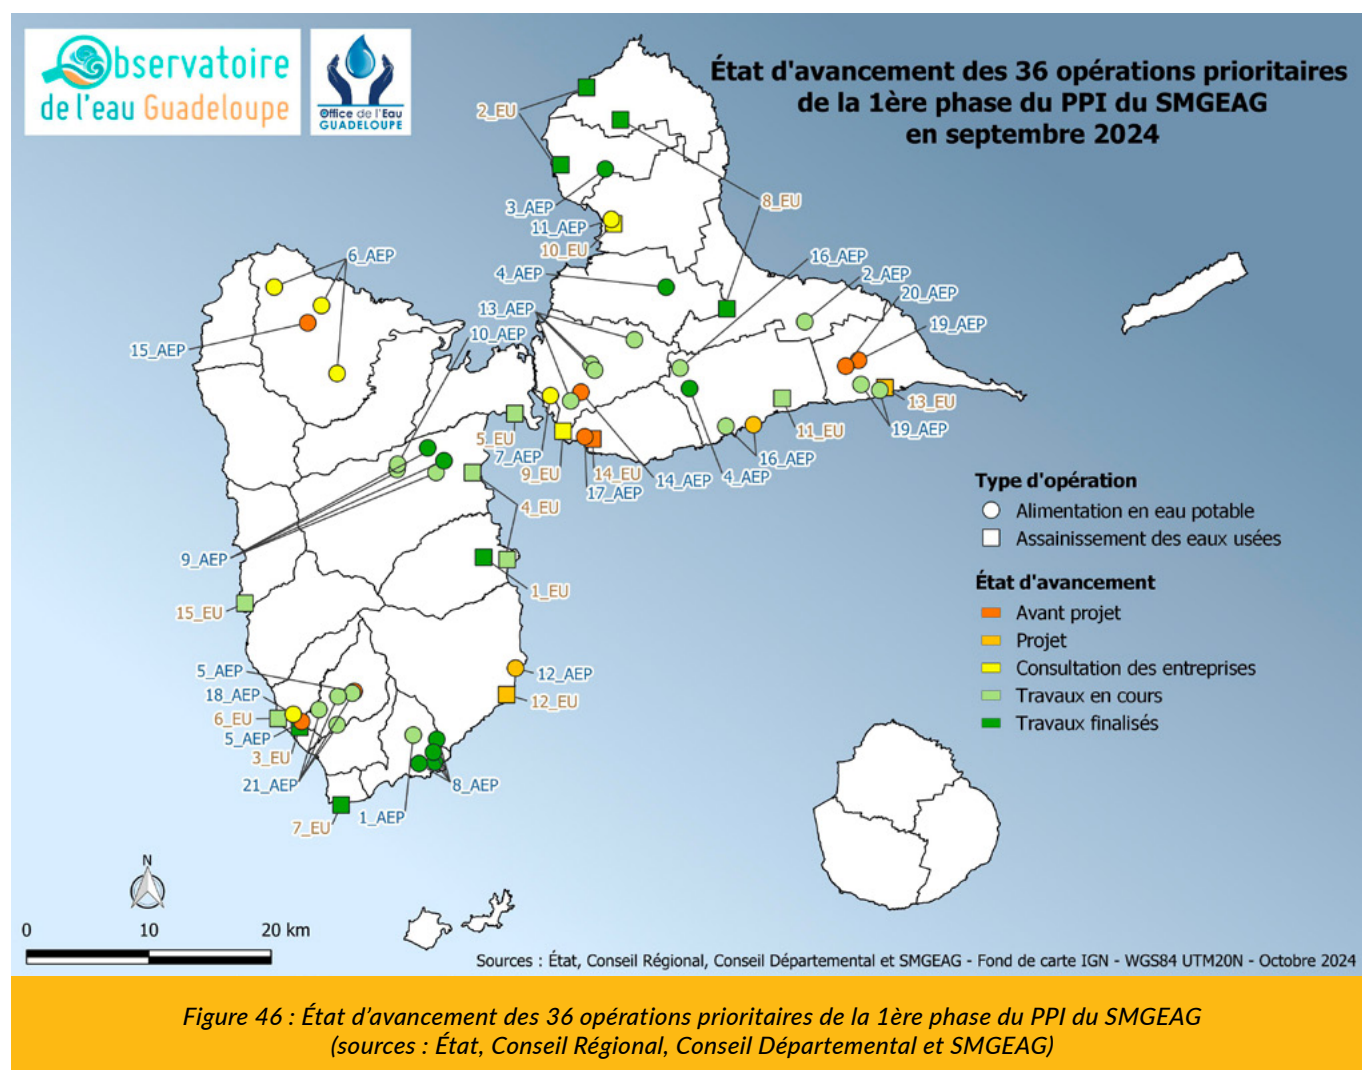 Observatoire
de l'eau Guadeloupe
Office de l'Eau
GUADELOUPE
État d'avancement des 36 opérations prioritaires
de la 1ère phase du PPI du SMGEAG
en septembre 2024
2_EU
8_EU
3_AEP
11_AEP
10_EU
6_AEP
4_AEP
16_AEP
2_AEP
20_AEP
13_AEP
19_AEP
10_AEP
15_AEP
13_EU
5_EU
11_EU
19_AEP
7_AEP
16_AEP
9_EU
14_EU
14_AEP
4_AEP
17_AEP
4_EU
9_AEP
1_EU
15_EU
5_AEP
12_AEP
18_AEP
12_EU
6_EU
5_AEP
3_EU
21_AEP
8_AEP
1_AEP
7_EU
Type d'opération
Alimentation en eau potable
Assainissement des eaux usées
État d'avancement
Avant projet
Projet
Consultation des entreprises
Travaux en cours
Travaux finalisés
N
0 10 20 km
Sources : État, Conseil Régional, Conseil Départemental et SMGEAG - Fond de carte IGN - WGS84 UTM20N - Octobre 2024
Figure 46 : État d’avancement des 36 opérations prioritaires de la 1ère phase du PPI du SMGEAG
(sources : État, Conseil Régional, Conseil Départemental et SMGEAG)